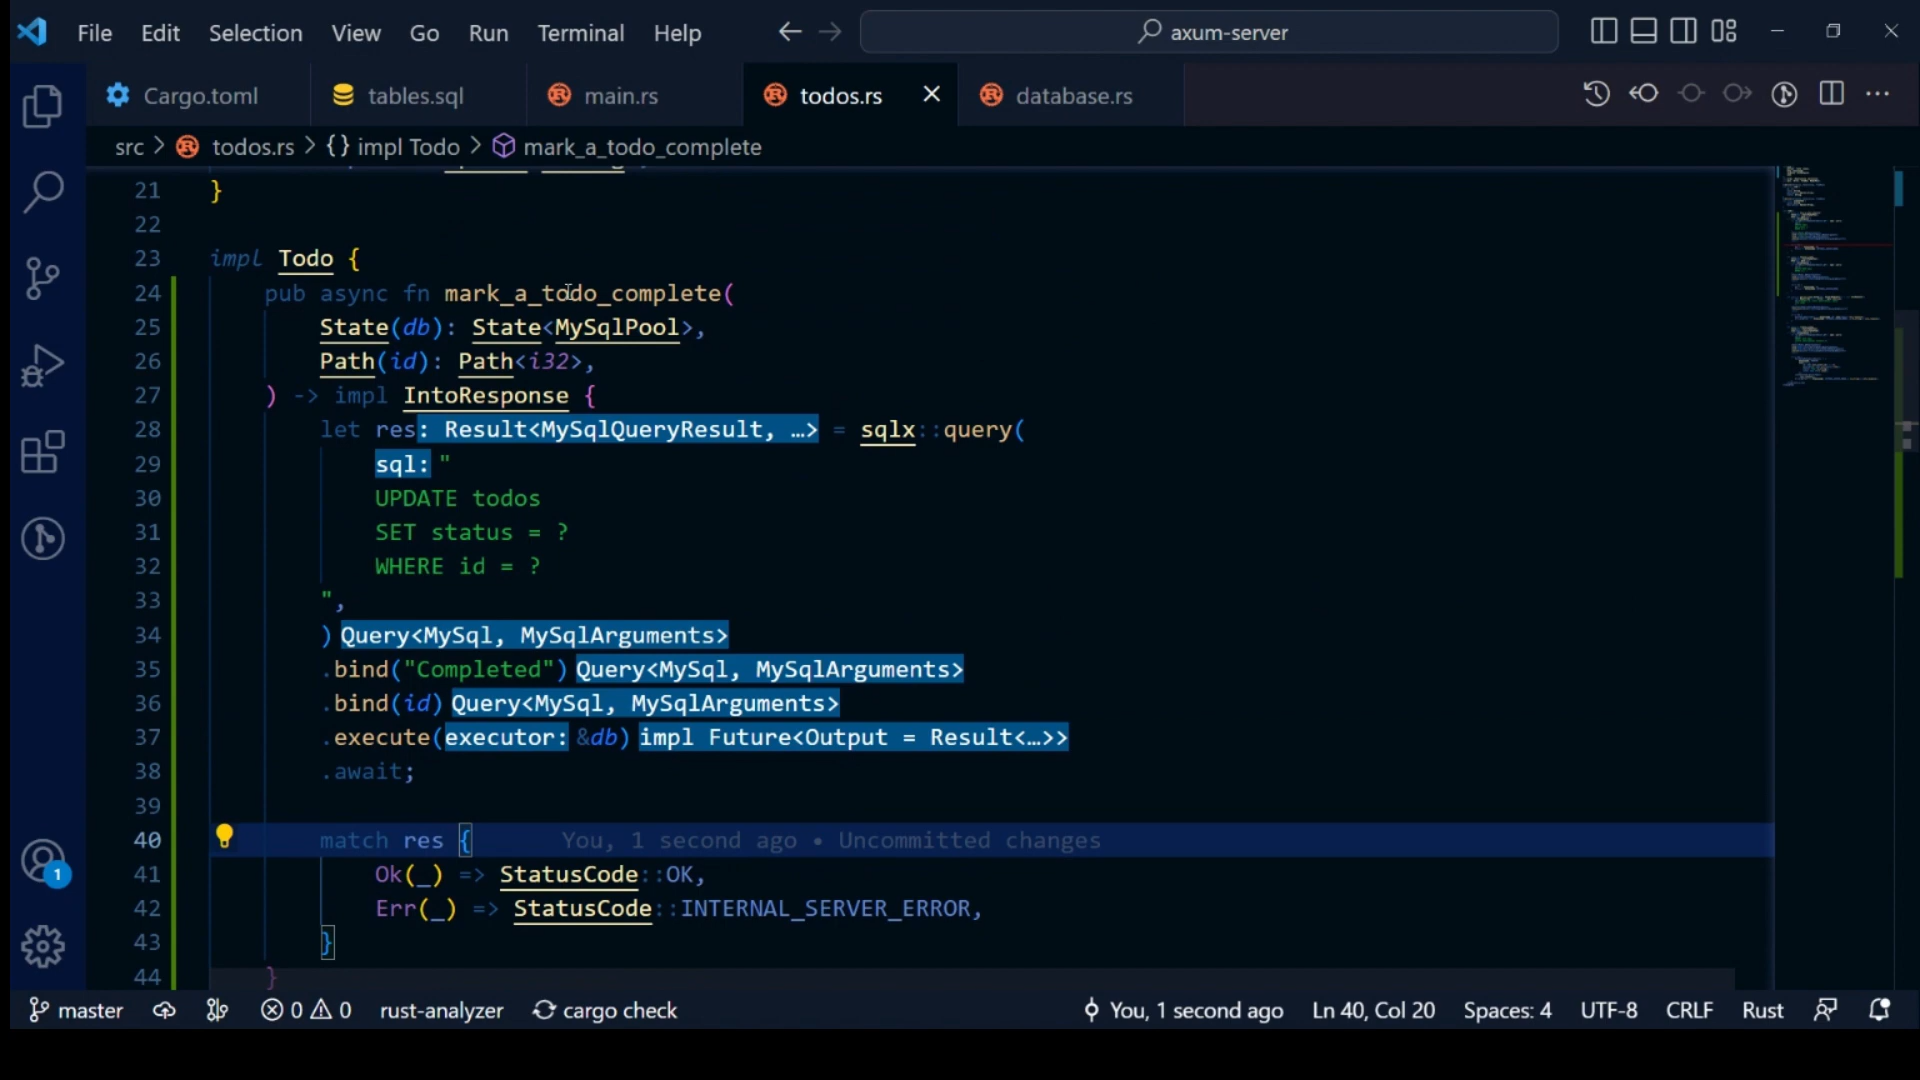 File Edit Selection View Go Run Terminal Help axum-server
Cargo.toml tables.sql main.rs todos.rs database.rs
src > todos.rs > {} impl Todo > mark_a_todo_complete
21 }
22
23 impl Todo {
24 pub async fn mark_a_todo_complete(
25 State(db): State<MySqlPool>,
26 Path(id): Path<i32>,
27 ) -> impl IntoResponse {
28 let res: Result<MySqlQueryResult, …> = sqlx::query(
29 sql: "
30 UPDATE todos
31 SET status = ?
32 WHERE id = ?
33 ",
34 ) Query<MySql, MySqlArguments>
35 .bind("Completed") Query<MySql, MySqlArguments>
36 .bind(id) Query<MySql, MySqlArguments>
37 .execute(executor: &db) impl Future<Output = Result<…>>
38 .await;
39
40 match res { You, 1 second ago • Uncommitted changes
41 Ok(_) => StatusCode::OK,
42 Err(_) => StatusCode::INTERNAL_SERVER_ERROR,
43 }
44 }
1
master 0 0 rust-analyzer cargo check You, 1 second ago Ln 40, Col 20 Spaces: 4 UTF-8 CRLF Rust